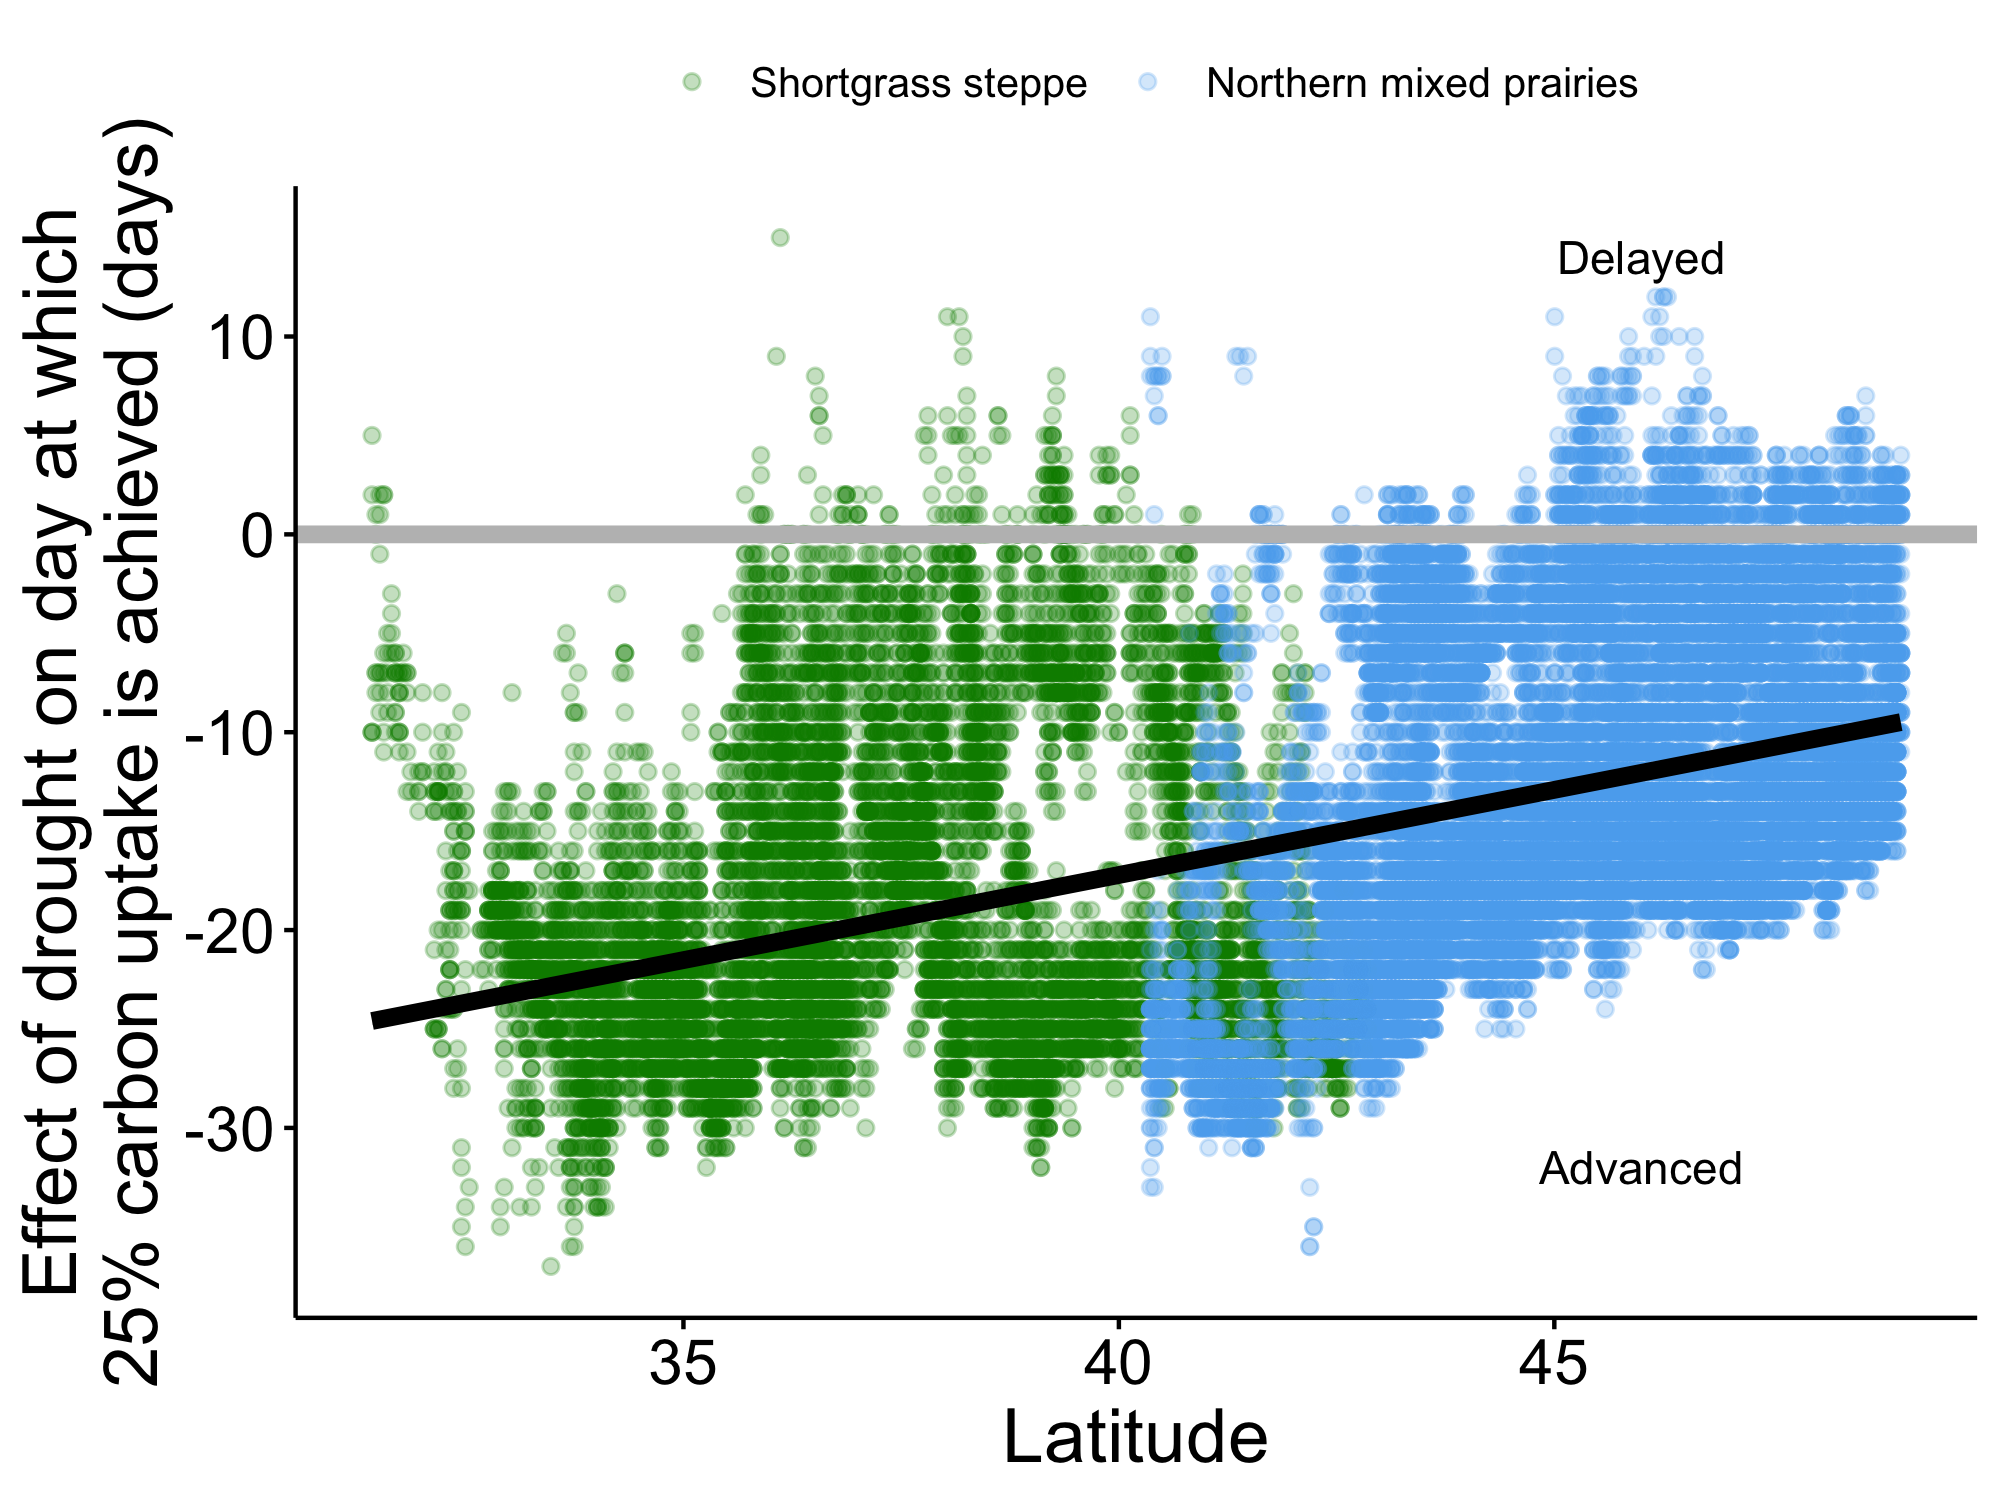 Shortgrass steppe
Northern mixed prairies
Effect of drought on day at which
25% carbon uptake is achieved (days)
10
0
-10
-20
-30
Delayed
Advanced
35
40
45
Latitude